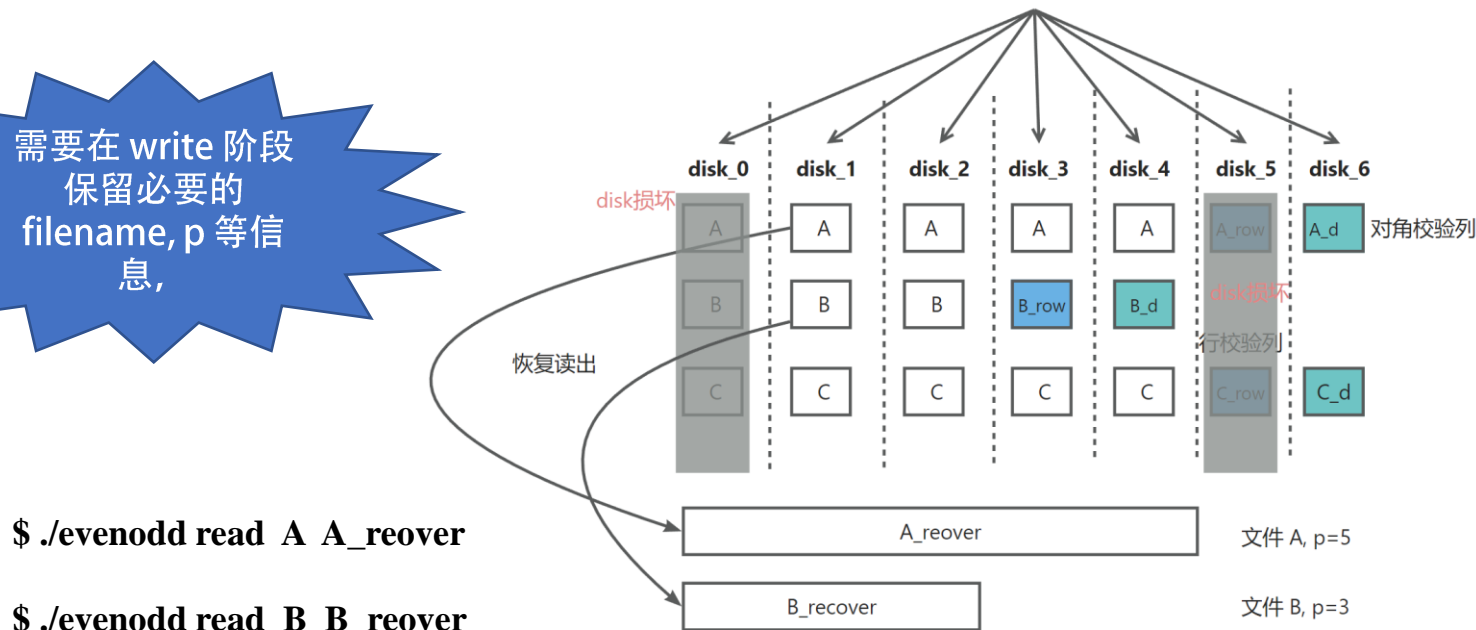 需要在 write 阶段
保留必要的
filename, p 等信
息,
disk_0 disk_1 disk_2 disk_3 disk_4 disk_5 disk_6
disk损坏
A A A A A A_row A_d 对角校验列
B B B B_row B_d disk损坏
行校验列
恢复读出
C C C C C C_row C_d
$ ./evenodd read A A_reover
A_reover 文件 A, p=5
$ ./evenodd read B B_reover
B_recover 文件 B, p=3